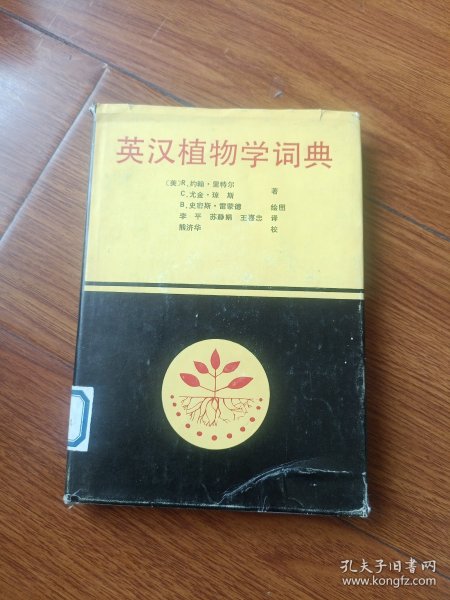 英汉植物学词典
〔美〕R.约翰·里特尔
C.尤金·琼 斯 著
B.史密斯·雷蒙德 绘图
李 平 苏静娟 王喜忠 译
熊济华 校
孔夫子旧书网
www.kongfz.com